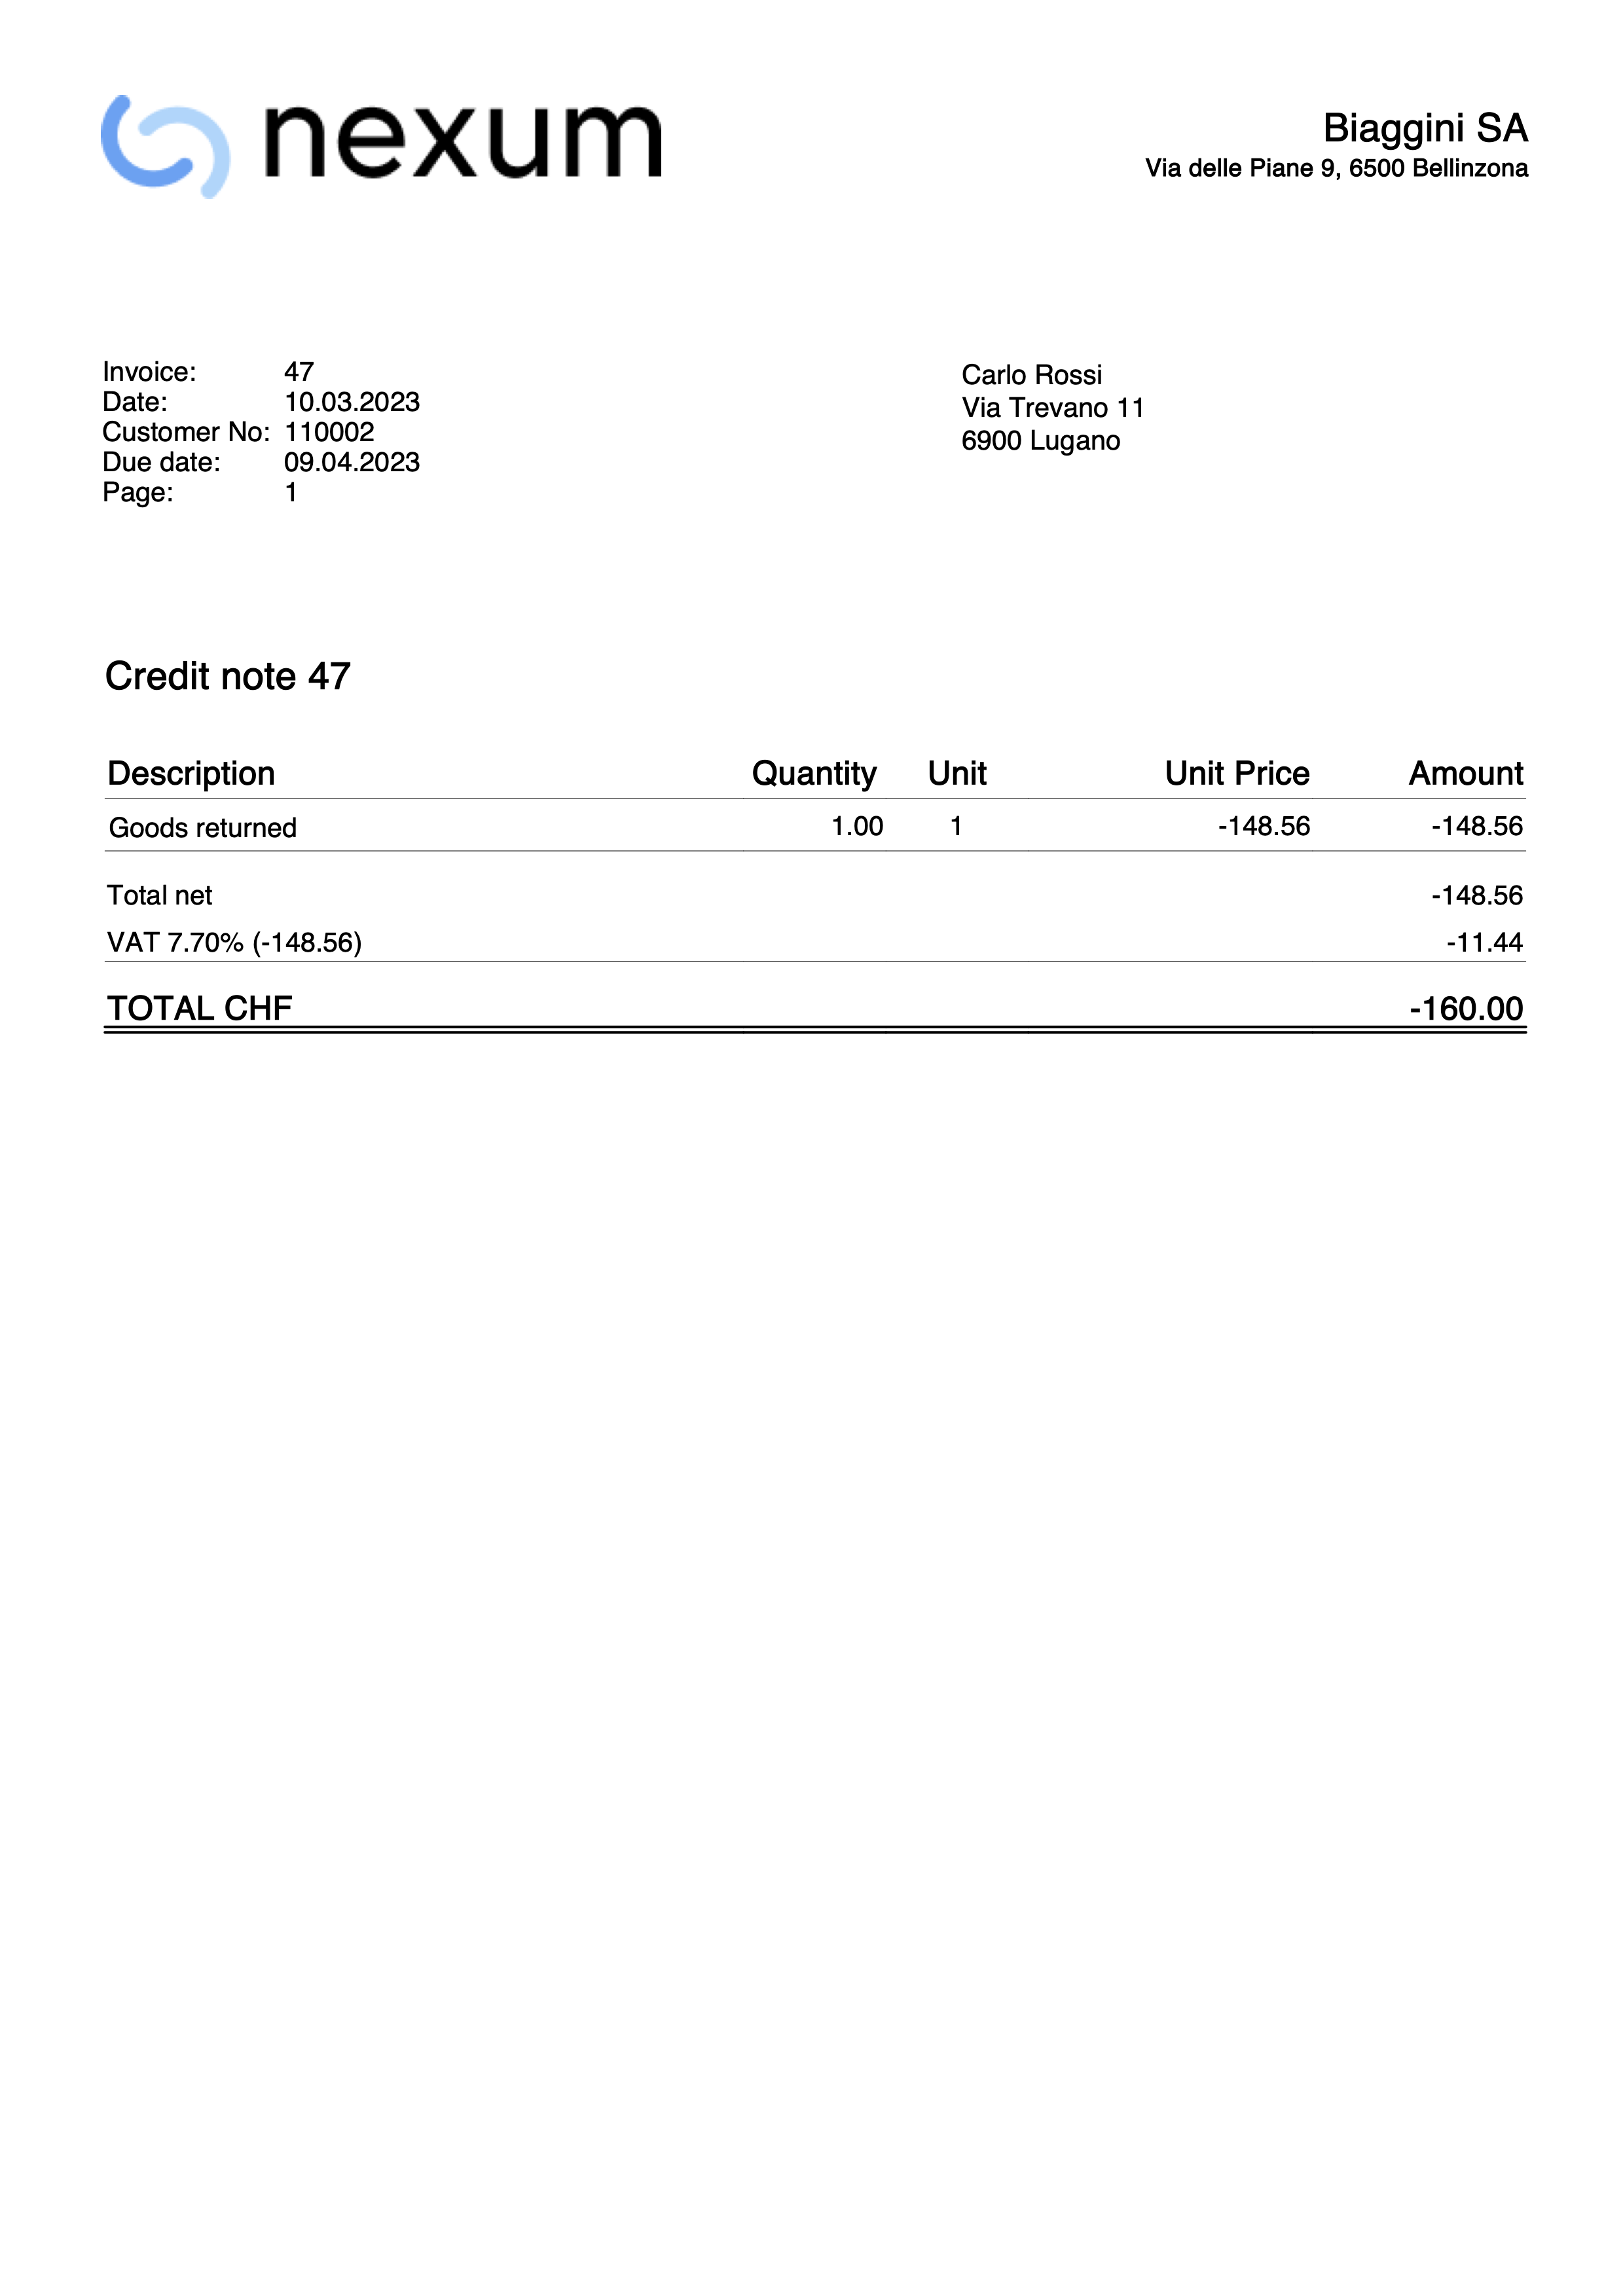 nexum
Biaggini SA
Via delle Piane 9, 6500 Bellinzona
Invoice: 47
Date: 10.03.2023
Customer No: 110002
Due date: 09.04.2023
Page: 1
Carlo Rossi
Via Trevano 11
6900 Lugano
Credit note 47
Description Quantity Unit Unit Price Amount
Goods returned 1.00 1 -148.56 -148.56
Total net -148.56
VAT 7.70% (-148.56) -11.44
TOTAL CHF -160.00